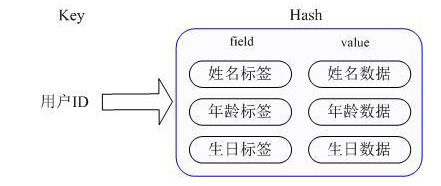 Key Hash
field value
姓名标签 姓名数据
用户ID 年龄标签 年龄数据
生日标签 生日数据